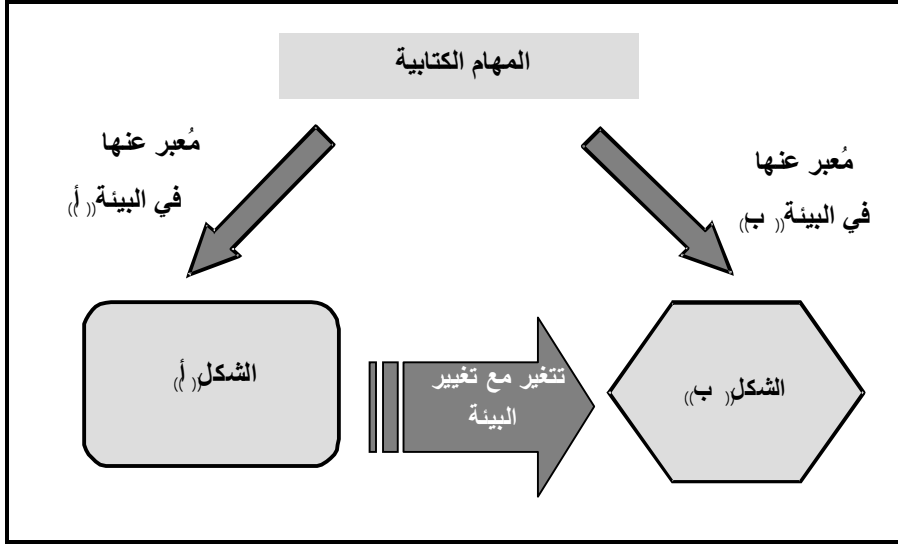 المهام الكتابية
مُعبر عنها
في البيئة (( أ))
مُعبر عنها
في البيئة (( ب))
الشكل (( أ))
تتغير مع تغيير
البيئة
الشكل (( ب))